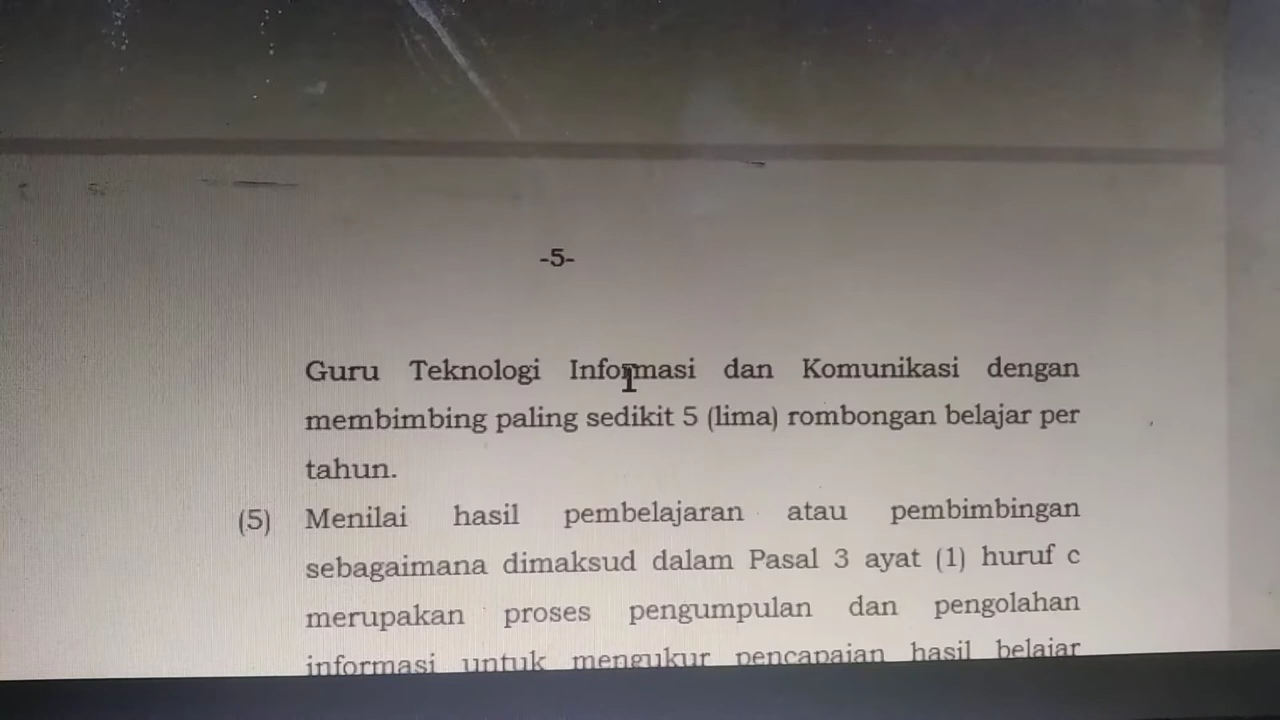 -5-
Guru Teknologi Informasi dan Komunikasi dengan
membimbing paling sedikit 5 (lima) rombongan belajar per
tahun.
(5) Menilai hasil pembelajaran atau pembimbingan
sebagaimana dimaksud dalam Pasal 3 ayat (1) huruf c
merupakan proses pengumpulan dan pengolahan
informasi untuk mengukur pencapaian hasil belajar